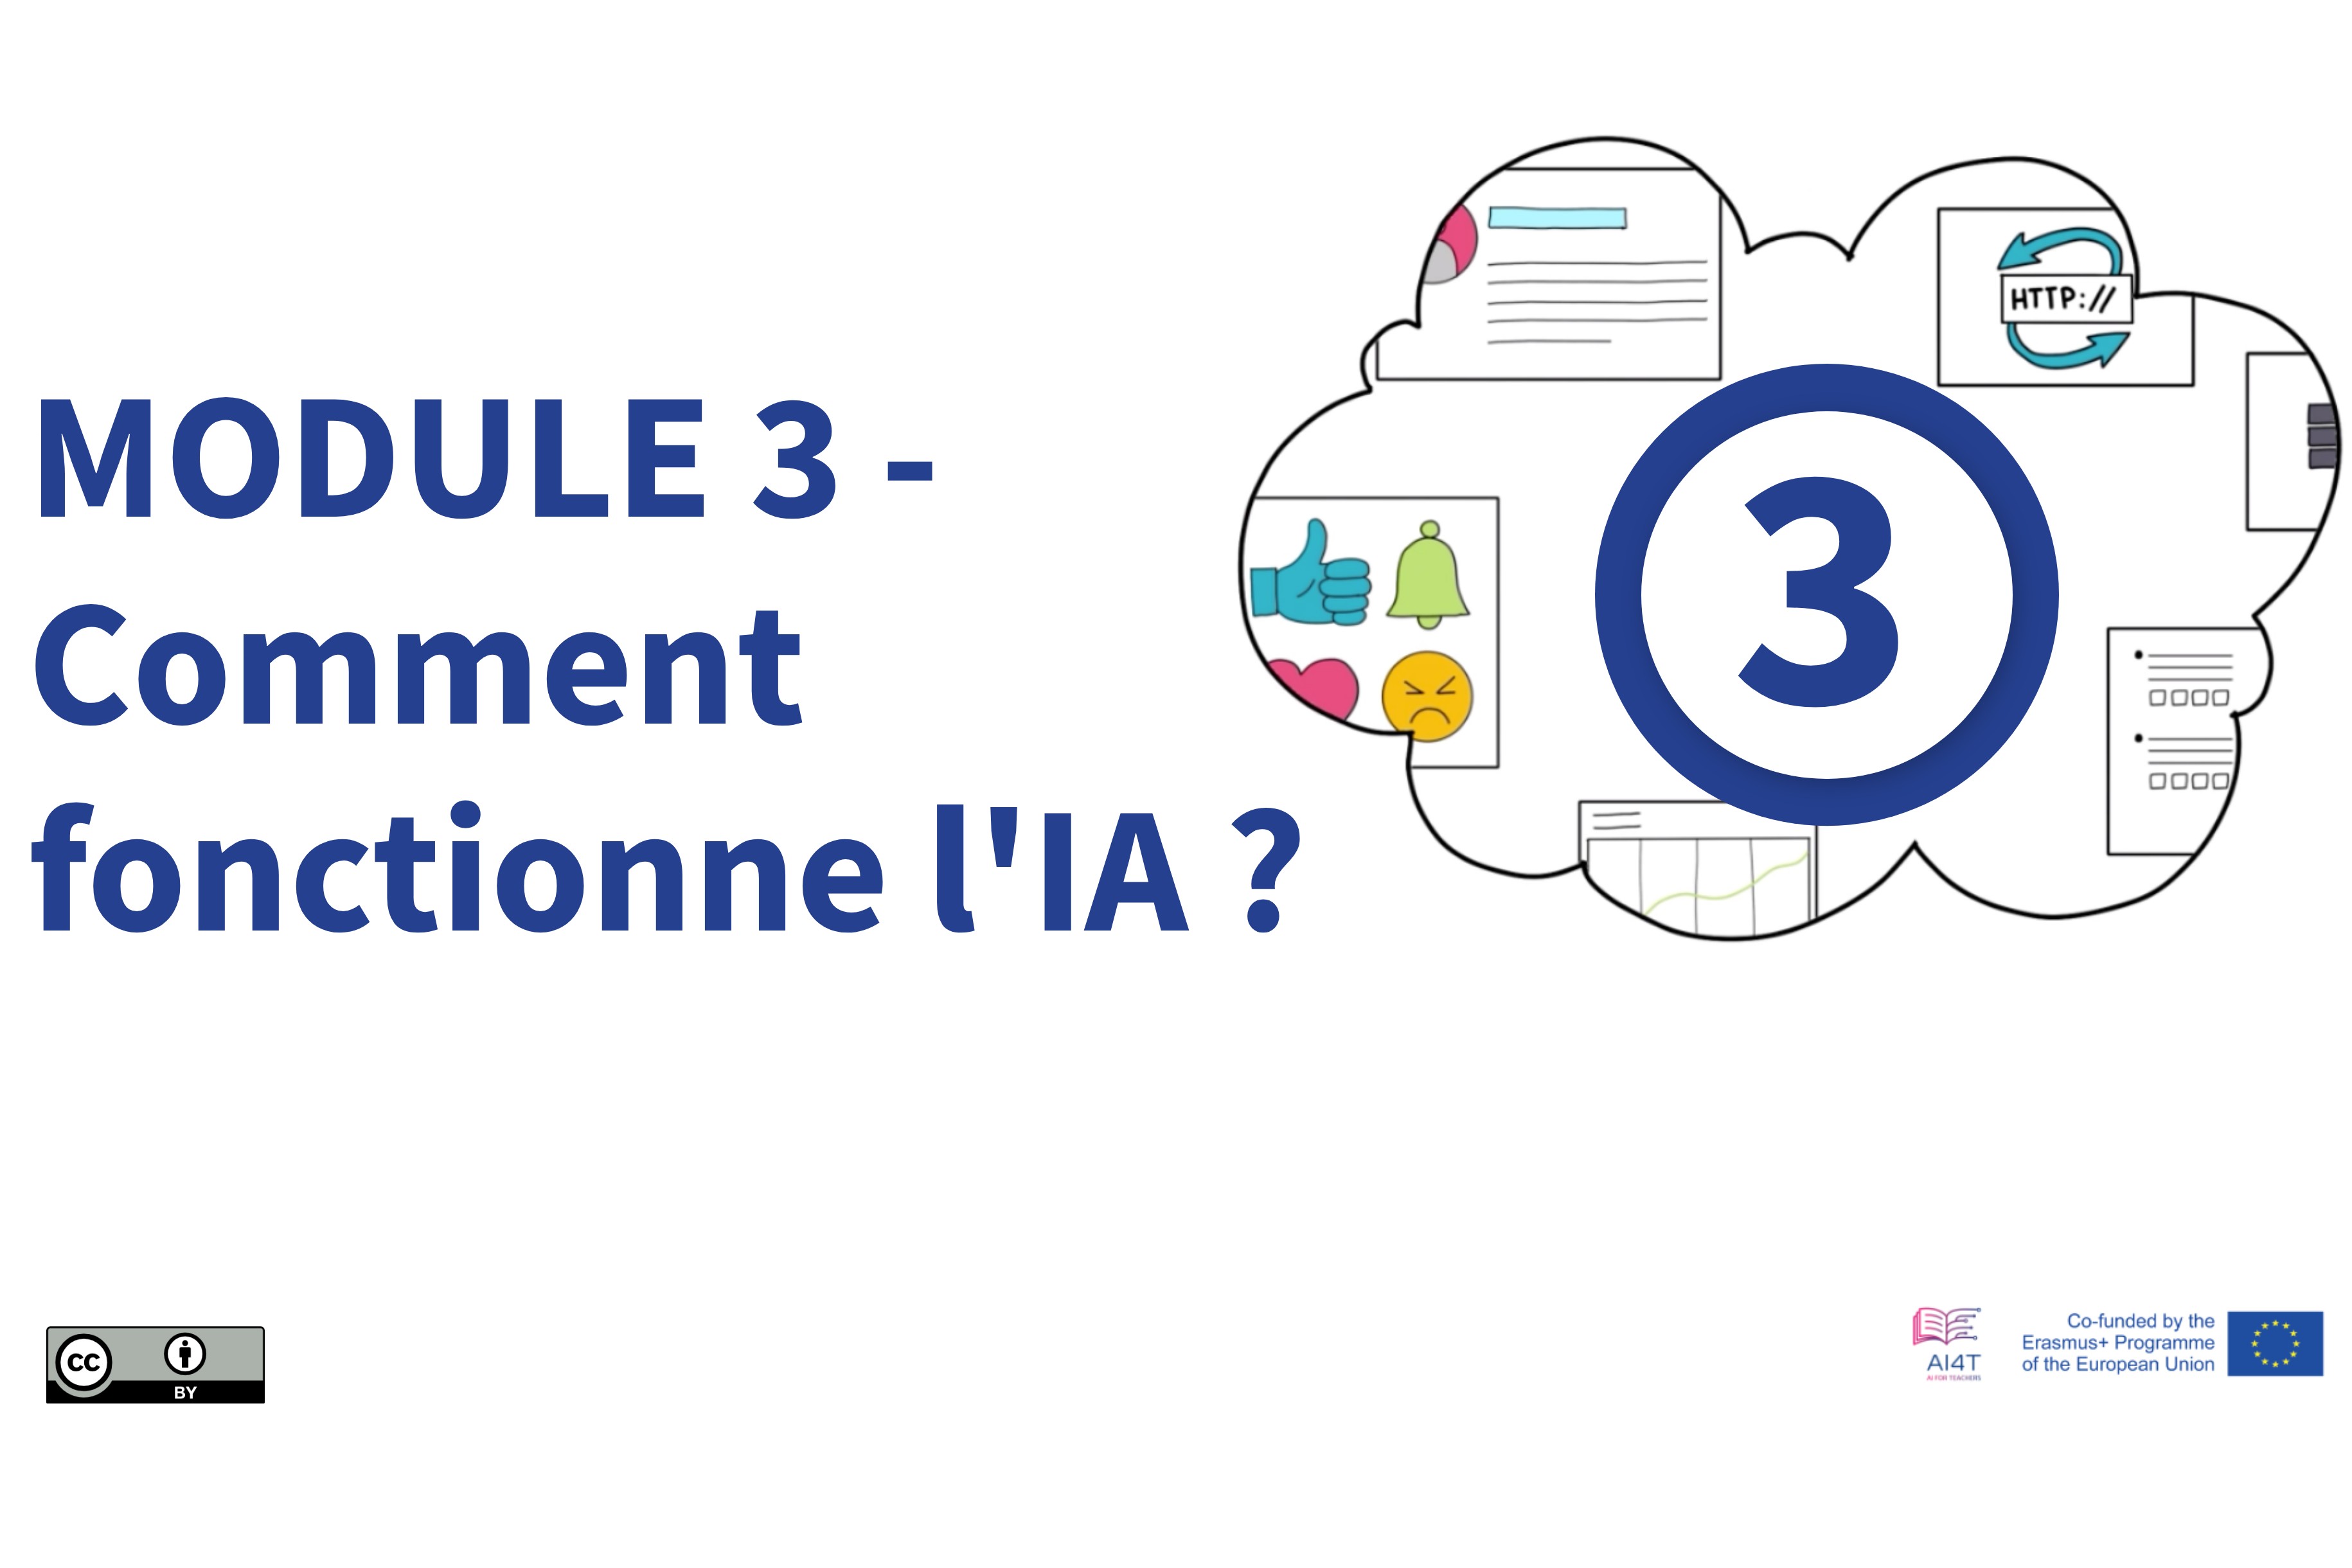 MODULE 3 -
Comment
fonctionne l'IA ?
HTTP://
3
CC
BY
AI4T
AI FOR TEACHERS
Co-funded by the
Erasmus+ Programme
of the European Union